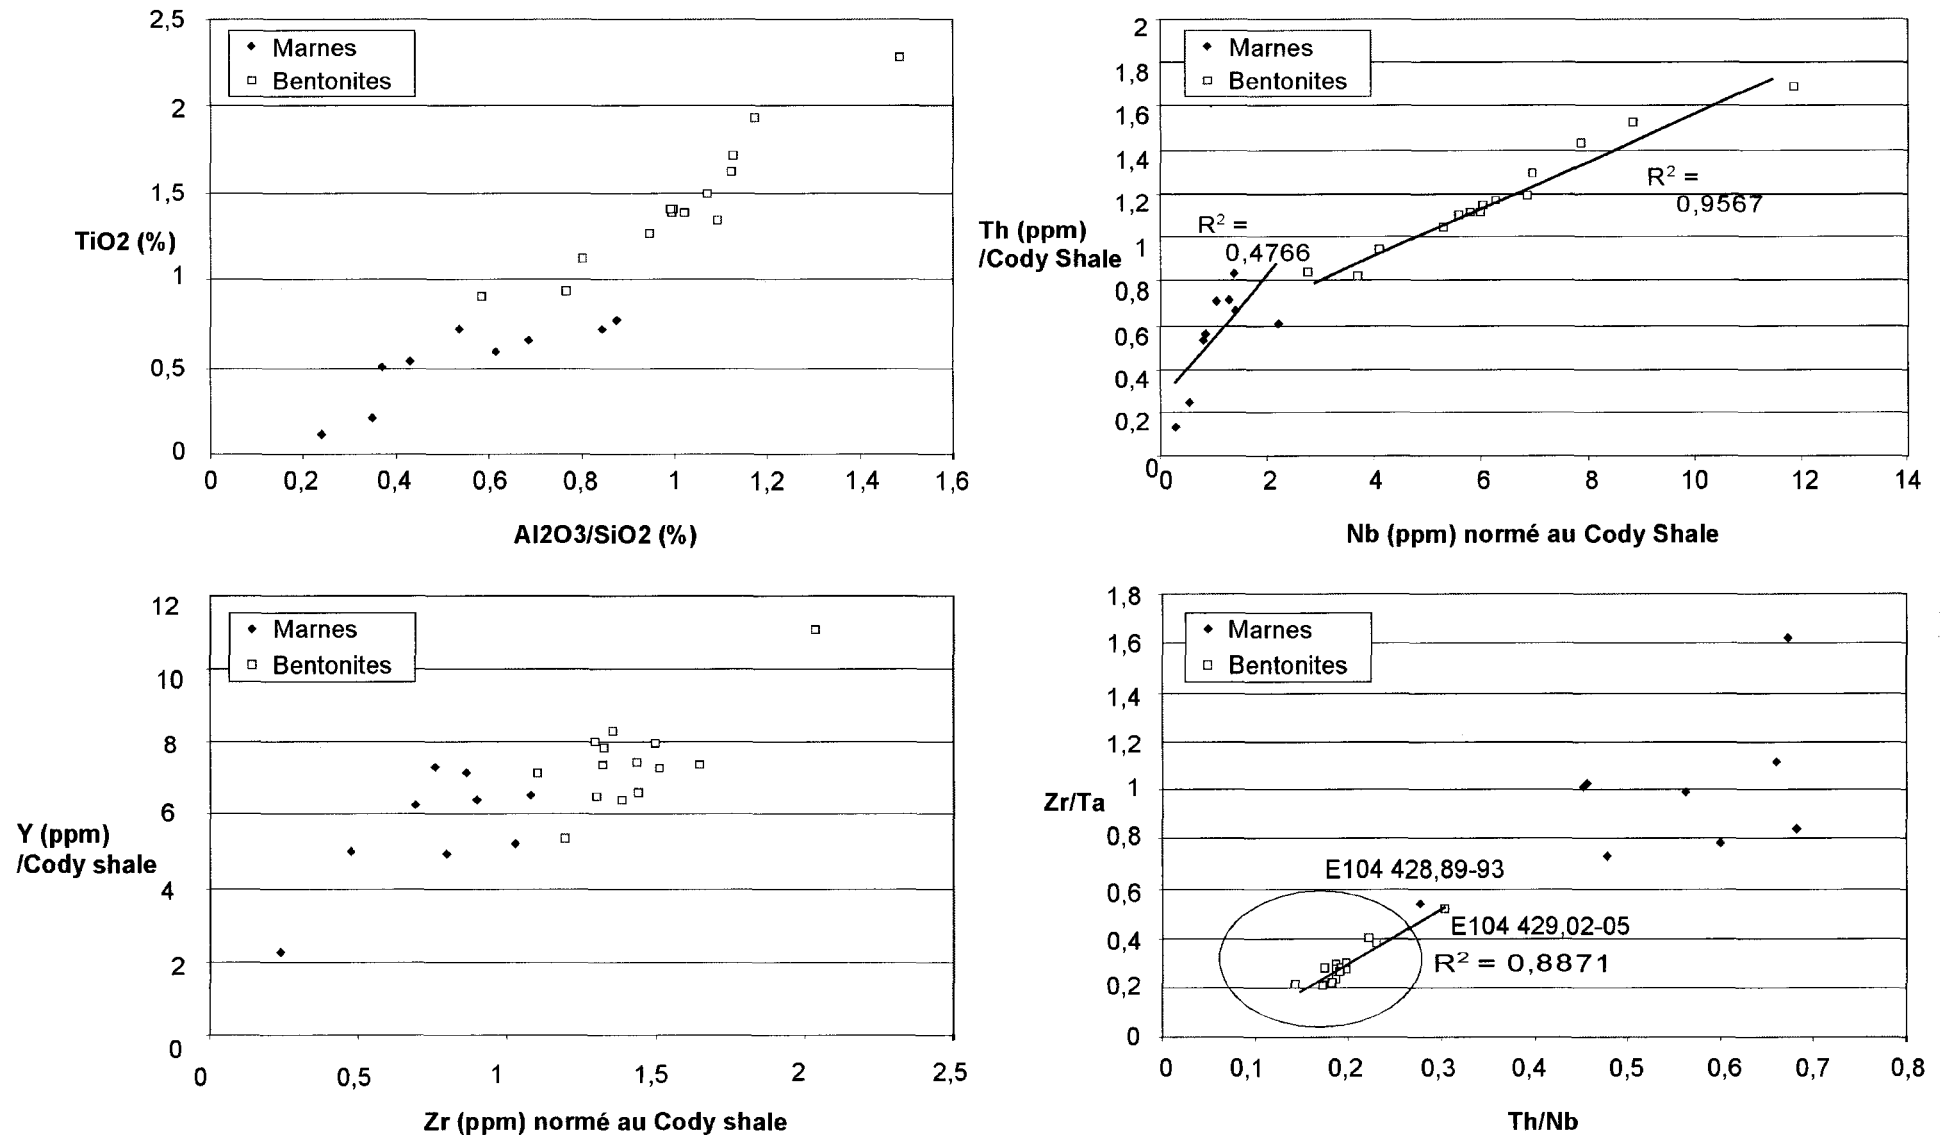 2,5
2
1,5
1
0,5
0
TiO2 (%)
Marnes
Bentonites
0 0,2 0,4 0,6 0,8 1 1,2 1,4 1,6
Al2O3/SiO2 (%)
2
1,8
1,6
1,4
1,2
1
0,8
0,6
0,4
0,2
0
Th (ppm)
/Cody Shale
Marnes
Bentonites
R2 =
0,4766
R2 =
0,9567
0 2 4 6 8 10 12 14
Nb (ppm) normé au Cody Shale
12
10
8
6
4
2
0
Y (ppm)
/Cody shale
Marnes
Bentonites
0 0,5 1 1,5 2 2,5
Zr (ppm) normé au Cody shale
1,8
1,6
1,4
1,2
1
0,8
0,6
0,4
0,2
0
Zr/Ta
Marnes
Bentonites
E104 428,89-93
E104 429,02-05
R2 = 0,8871
0 0,1 0,2 0,3 0,4 0,5 0,6 0,7 0,8
Th/Nb